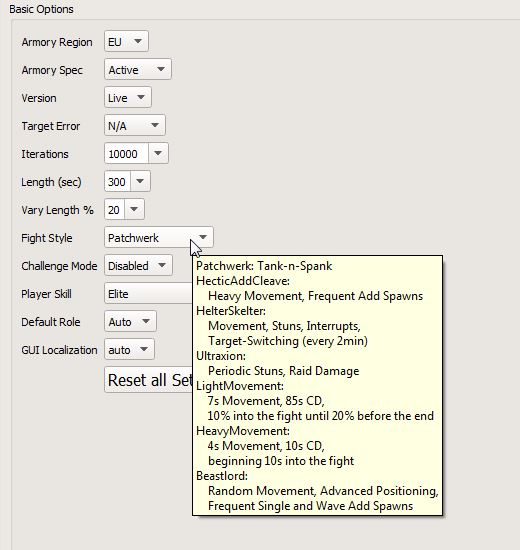 Basic Options
Armory Region EU
Armory Spec Active
Version Live
Target Error N/A
Iterations 10000
Length (sec) 300
Vary Length % 20
Fight Style Patchwerk
Challenge Mode Disabled
Player Skill Elite
Default Role Auto
GUI Localization auto
Reset all Set
Patchwerk: Tank-n-Spank
HecticAddCleave:
Heavy Movement, Frequent Add Spawns
HelterSkelter:
Movement, Stuns, Interrupts,
Target-Switching (every 2min)
Ultraxion:
Periodic Stuns, Raid Damage
LightMovement:
7s Movement, 85s CD,
10% into the fight until 20% before the end
HeavyMovement:
4s Movement, 10s CD,
beginning 10s into the fight
Beastlord:
Random Movement, Advanced Positioning,
Frequent Single and Wave Add Spawns